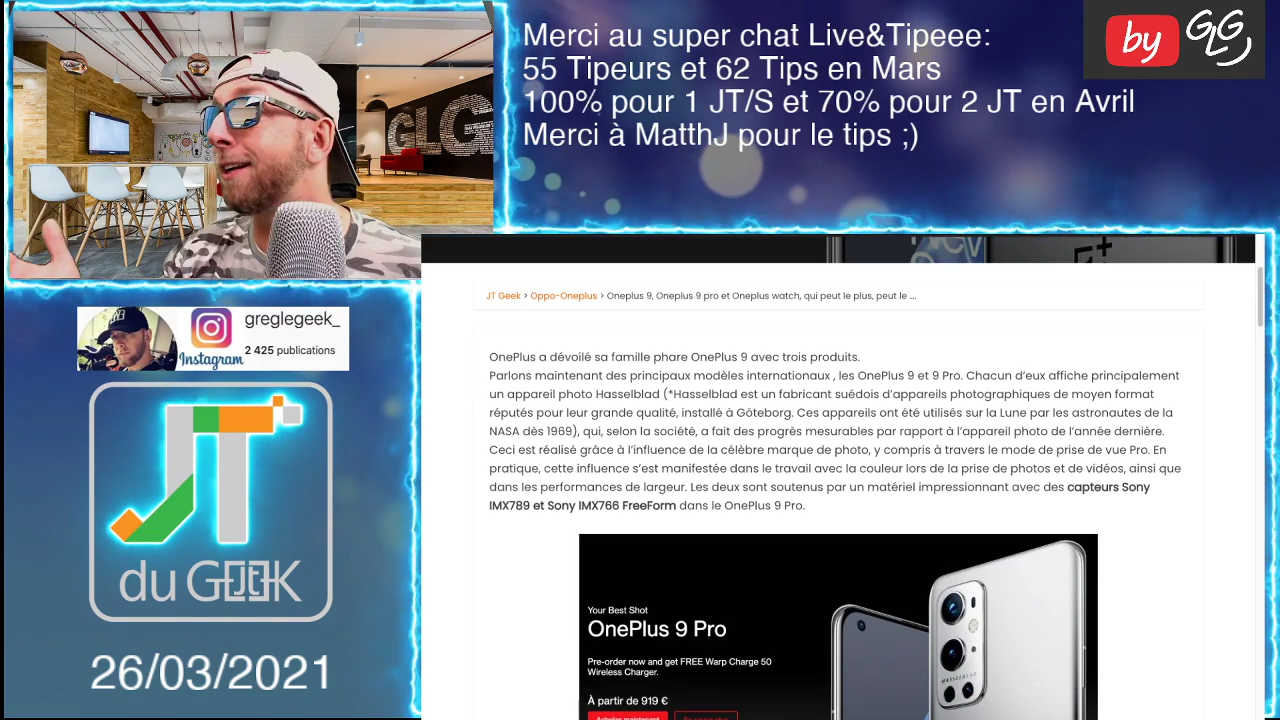 GLG
Merci au super chat Live&Tipeee:
55 Tipeurs et 62 Tips en Mars
100% pour 1 JT/S et 70% pour 2 JT en Avril
Merci à MatthJ pour le tips ;)
by GLG
greglegeek_
Instagram
2 425 publications
JT
du GEEK
26/03/2021
JT Geek > Oppo-Oneplus > Oneplus 9, Oneplus 9 pro et Oneplus watch, qui peut le plus, peut le ....
OnePlus a dévoilé sa famille phare OnePlus 9 avec trois produits.
Parlons maintenant des principaux modèles internationaux , les OnePlus 9 et 9 Pro. Chacun d'eux affiche principalement
un appareil photo Hasselblad (*Hasselblad est un fabricant suédois d'appareils photographiques de moyen format
réputés pour leur grande qualité, installé à Göteborg. Ces appareils ont été utilisés sur la Lune par les astronautes de la
NASA dès 1969), qui, selon la société, a fait des progrès mesurables par rapport à l'appareil photo de l'année dernière.
Ceci est réalisé grâce à l'influence de la célèbre marque de photo, y compris à travers le mode de prise de vue Pro. En
pratique, cette influence s'est manifestée dans le travail avec la couleur lors de la prise de photos et de vidéos, ainsi que
dans les performances de largeur. Les deux sont soutenus par un matériel impressionnant avec des capteurs Sony
IMX789 et Sony IMX766 FreeForm dans le OnePlus 9 Pro.
Your Best Shot
OnePlus 9 Pro
Pre-order now and get FREE Warp Charge 50
Wireless Charger.
À partir de 919 €
Acheter maintenant
En savoir plus
HASSELBLAD